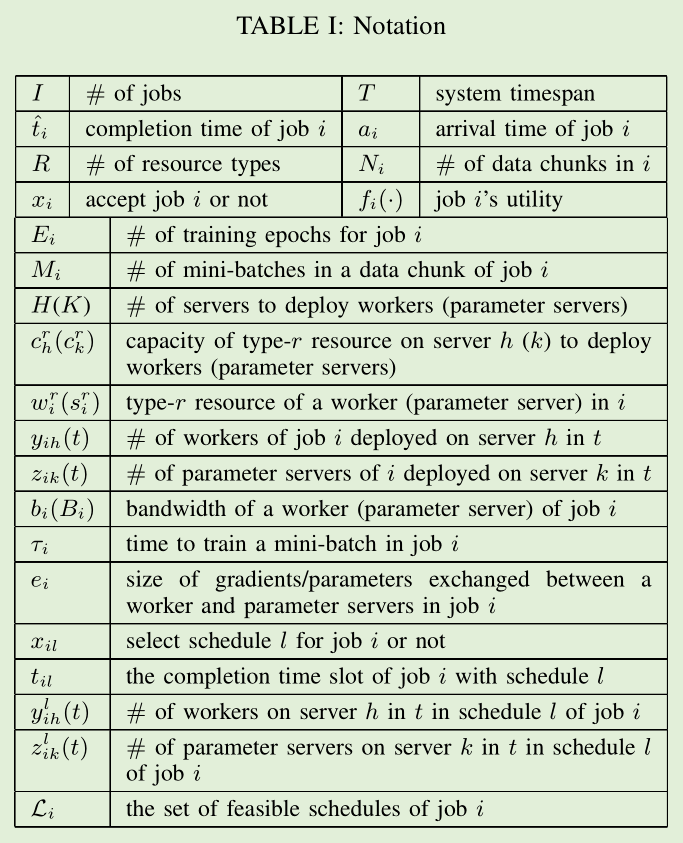 TABLE I: Notation
I # of jobs T system timespan
t̂_i completion time of job i a_i arrival time of job i
R # of resource types N_i # of data chunks in i
x_i accept job i or not f_i(·) job i's utility
E_i # of training epochs for job i
M_i # of mini-batches in a data chunk of job i
H(K) # of servers to deploy workers (parameter servers)
c_h^r(c_k^r) capacity of type-r resource on server h (k) to deploy
workers (parameter servers)
w_i^r(s_i^r) type-r resource of a worker (parameter server) in i
y_{ih}(t) # of workers of job i deployed on server h in t
z_{ik}(t) # of parameter servers of i deployed on server k in t
b_i(B_i) bandwidth of a worker (parameter server) of job i
τ_i time to train a mini-batch in job i
e_i size of gradients/parameters exchanged between a
worker and parameter servers in job i
x_{il} select schedule l for job i or not
t_{il} the completion time slot of job i with schedule l
y_{ih}^l(t) # of workers on server h in t in schedule l of job i
z_{ik}^l(t) # of parameter servers on server k in t in schedule l
of job i
ℒ_i the set of feasible schedules of job i